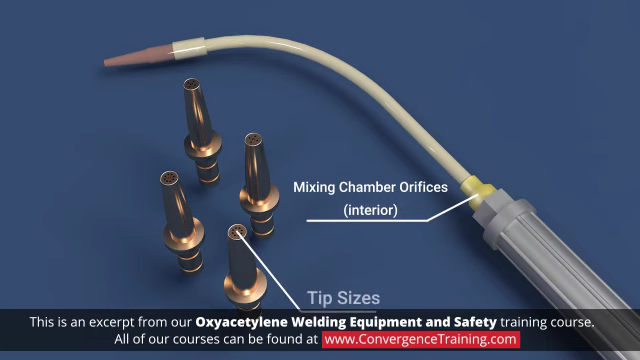 Mixing Chamber Orifices
(interior)
Tip Sizes
This is an excerpt from our Oxyacetylene Welding Equipment and Safety training course.
All of our courses can be found at www.ConvergenceTraining.com